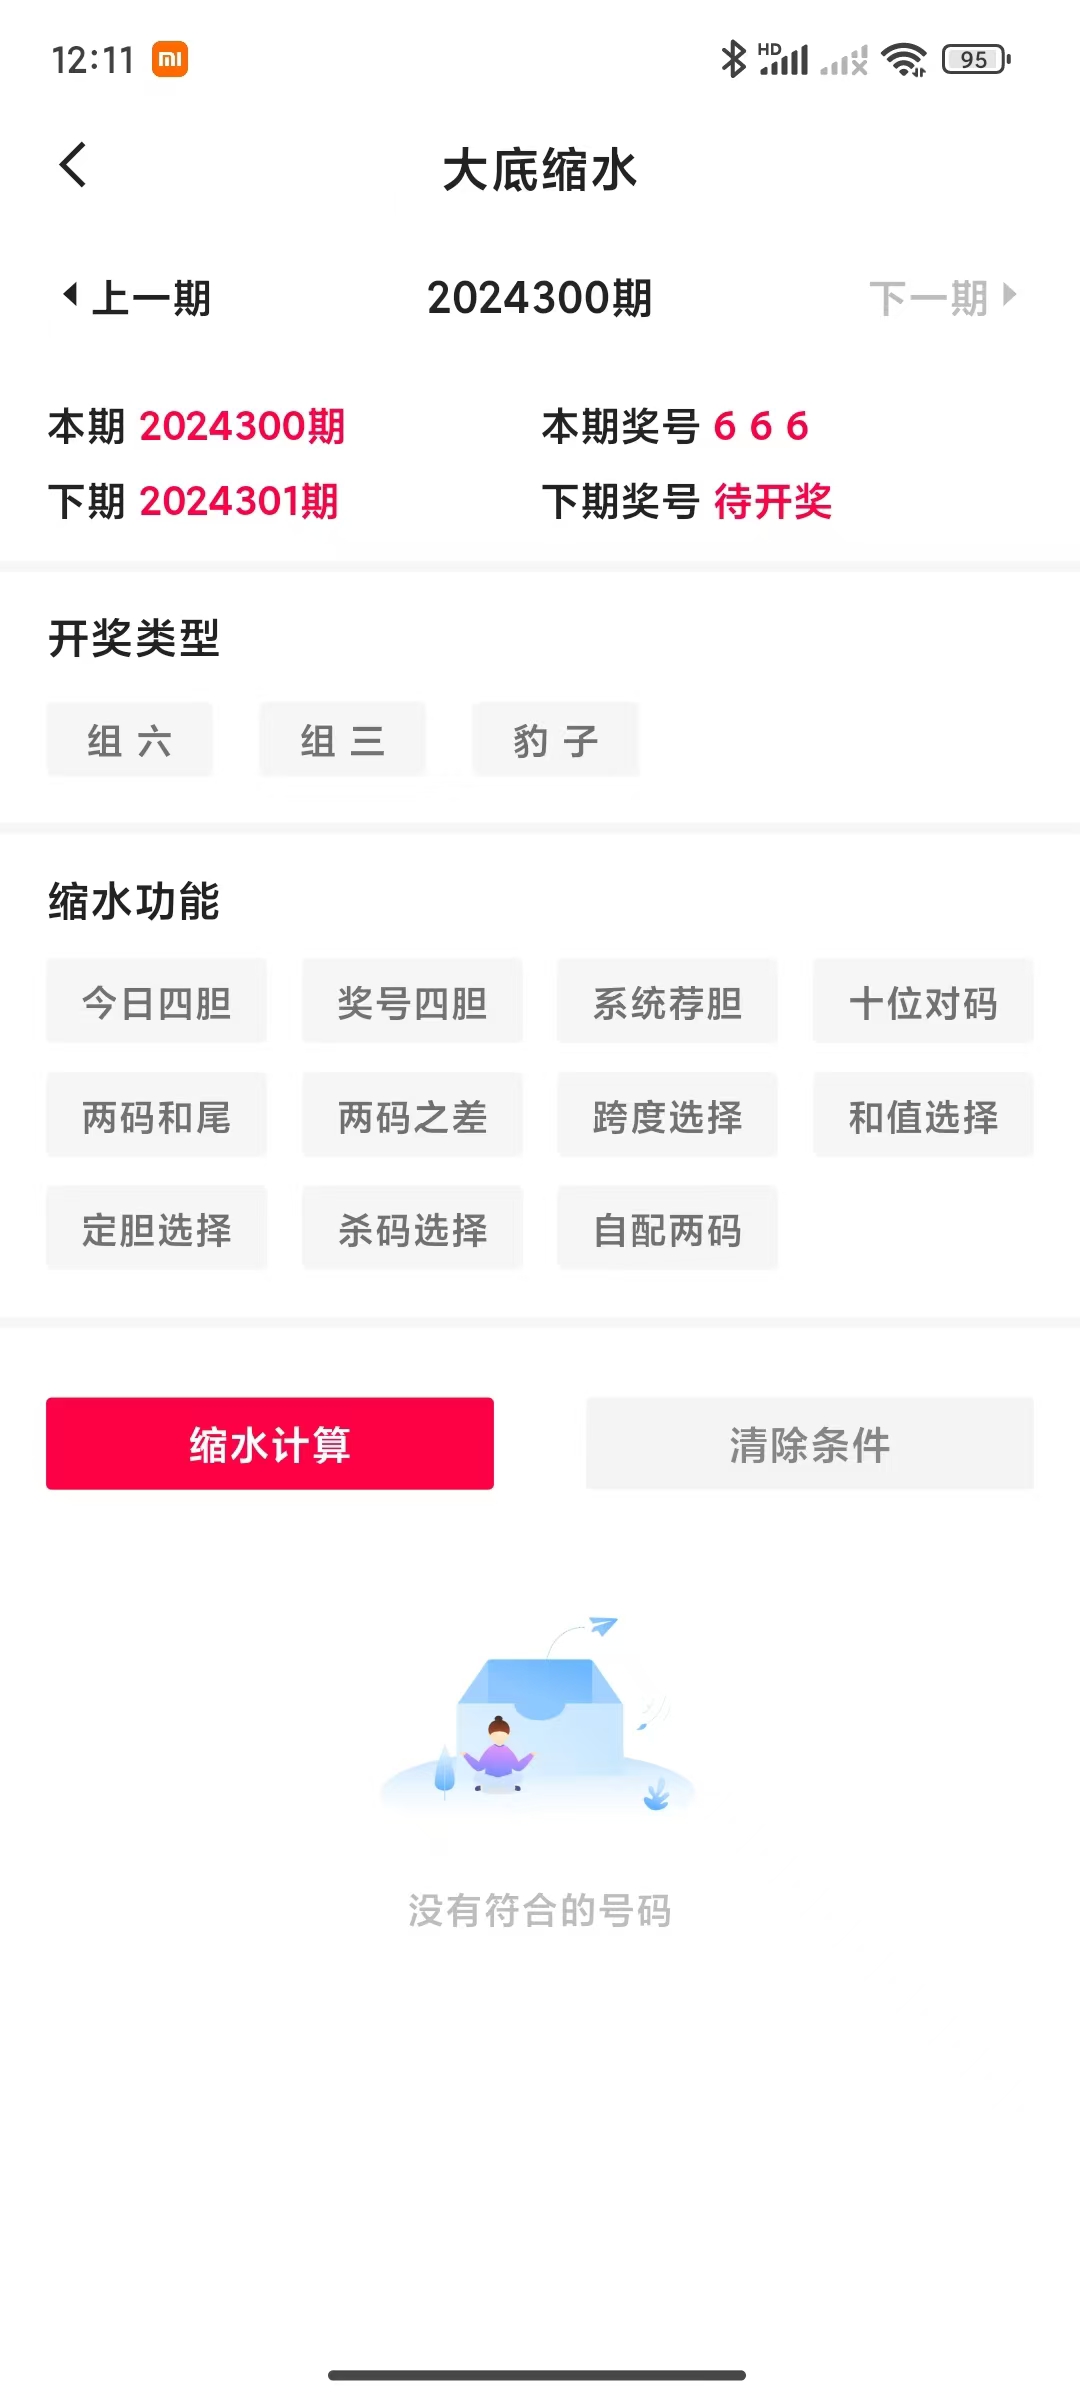 12:11 HD 95
大底缩水
上一期 2024300期 下一期
本期 2024300期 本期奖号 6 6 6
下期 2024301期 下期奖号 待开奖
开奖类型
组 六 组 三 豹 子
缩水功能
今日四胆 奖号四胆 系统荐胆 十位对码
两码和尾 两码之差 跨度选择 和值选择
定胆选择 杀码选择 自配两码
缩水计算 清除条件
没有符合的号码